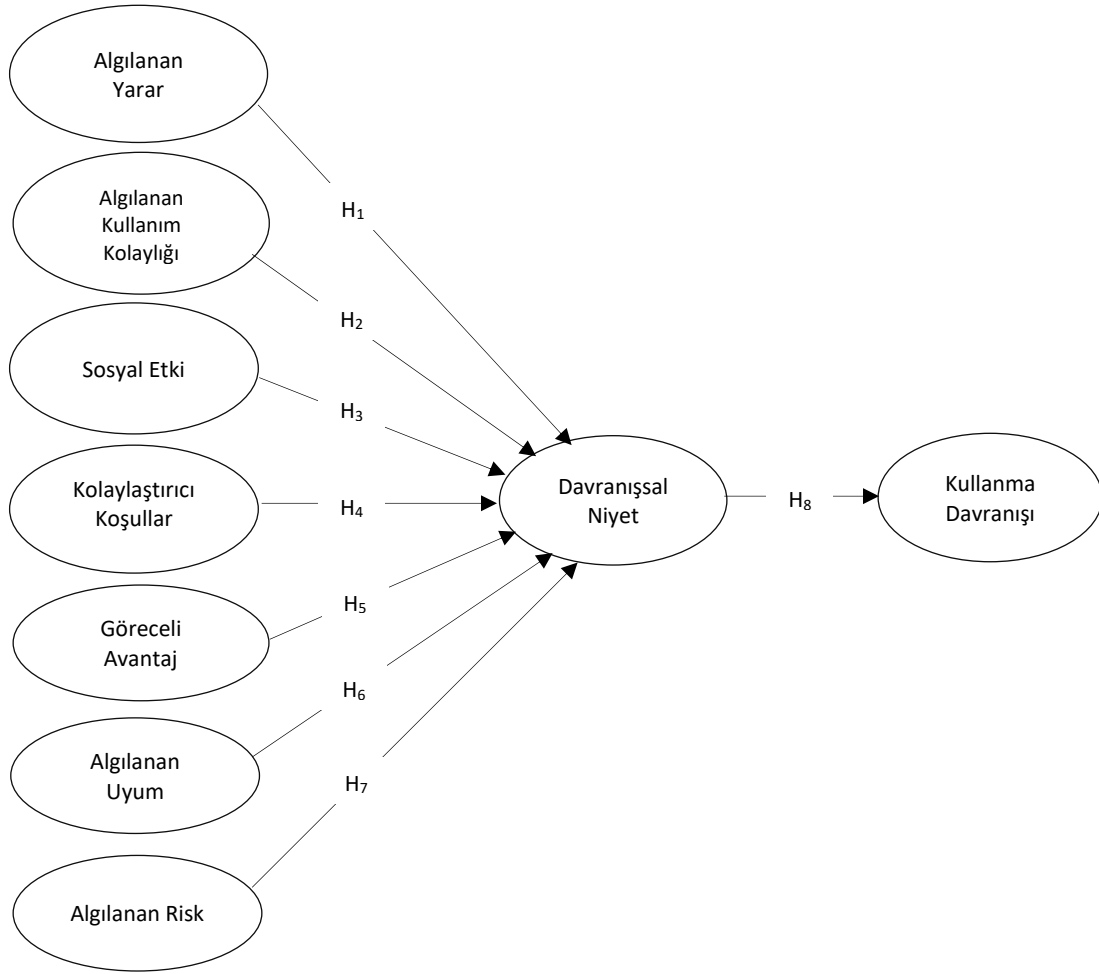 Algılanan
Yarar
H₁
Algılanan
Kullanım
Kolaylığı
H₂
Sosyal Etki
H₃
Kolaylaştırıcı
Koşullar
H₄
Davranışsal
Niyet
H₈
Kullanma
Davranışı
Göreceli
Avantaj
H₅
Algılanan
Uyum
H₆
Algılanan Risk
H₇